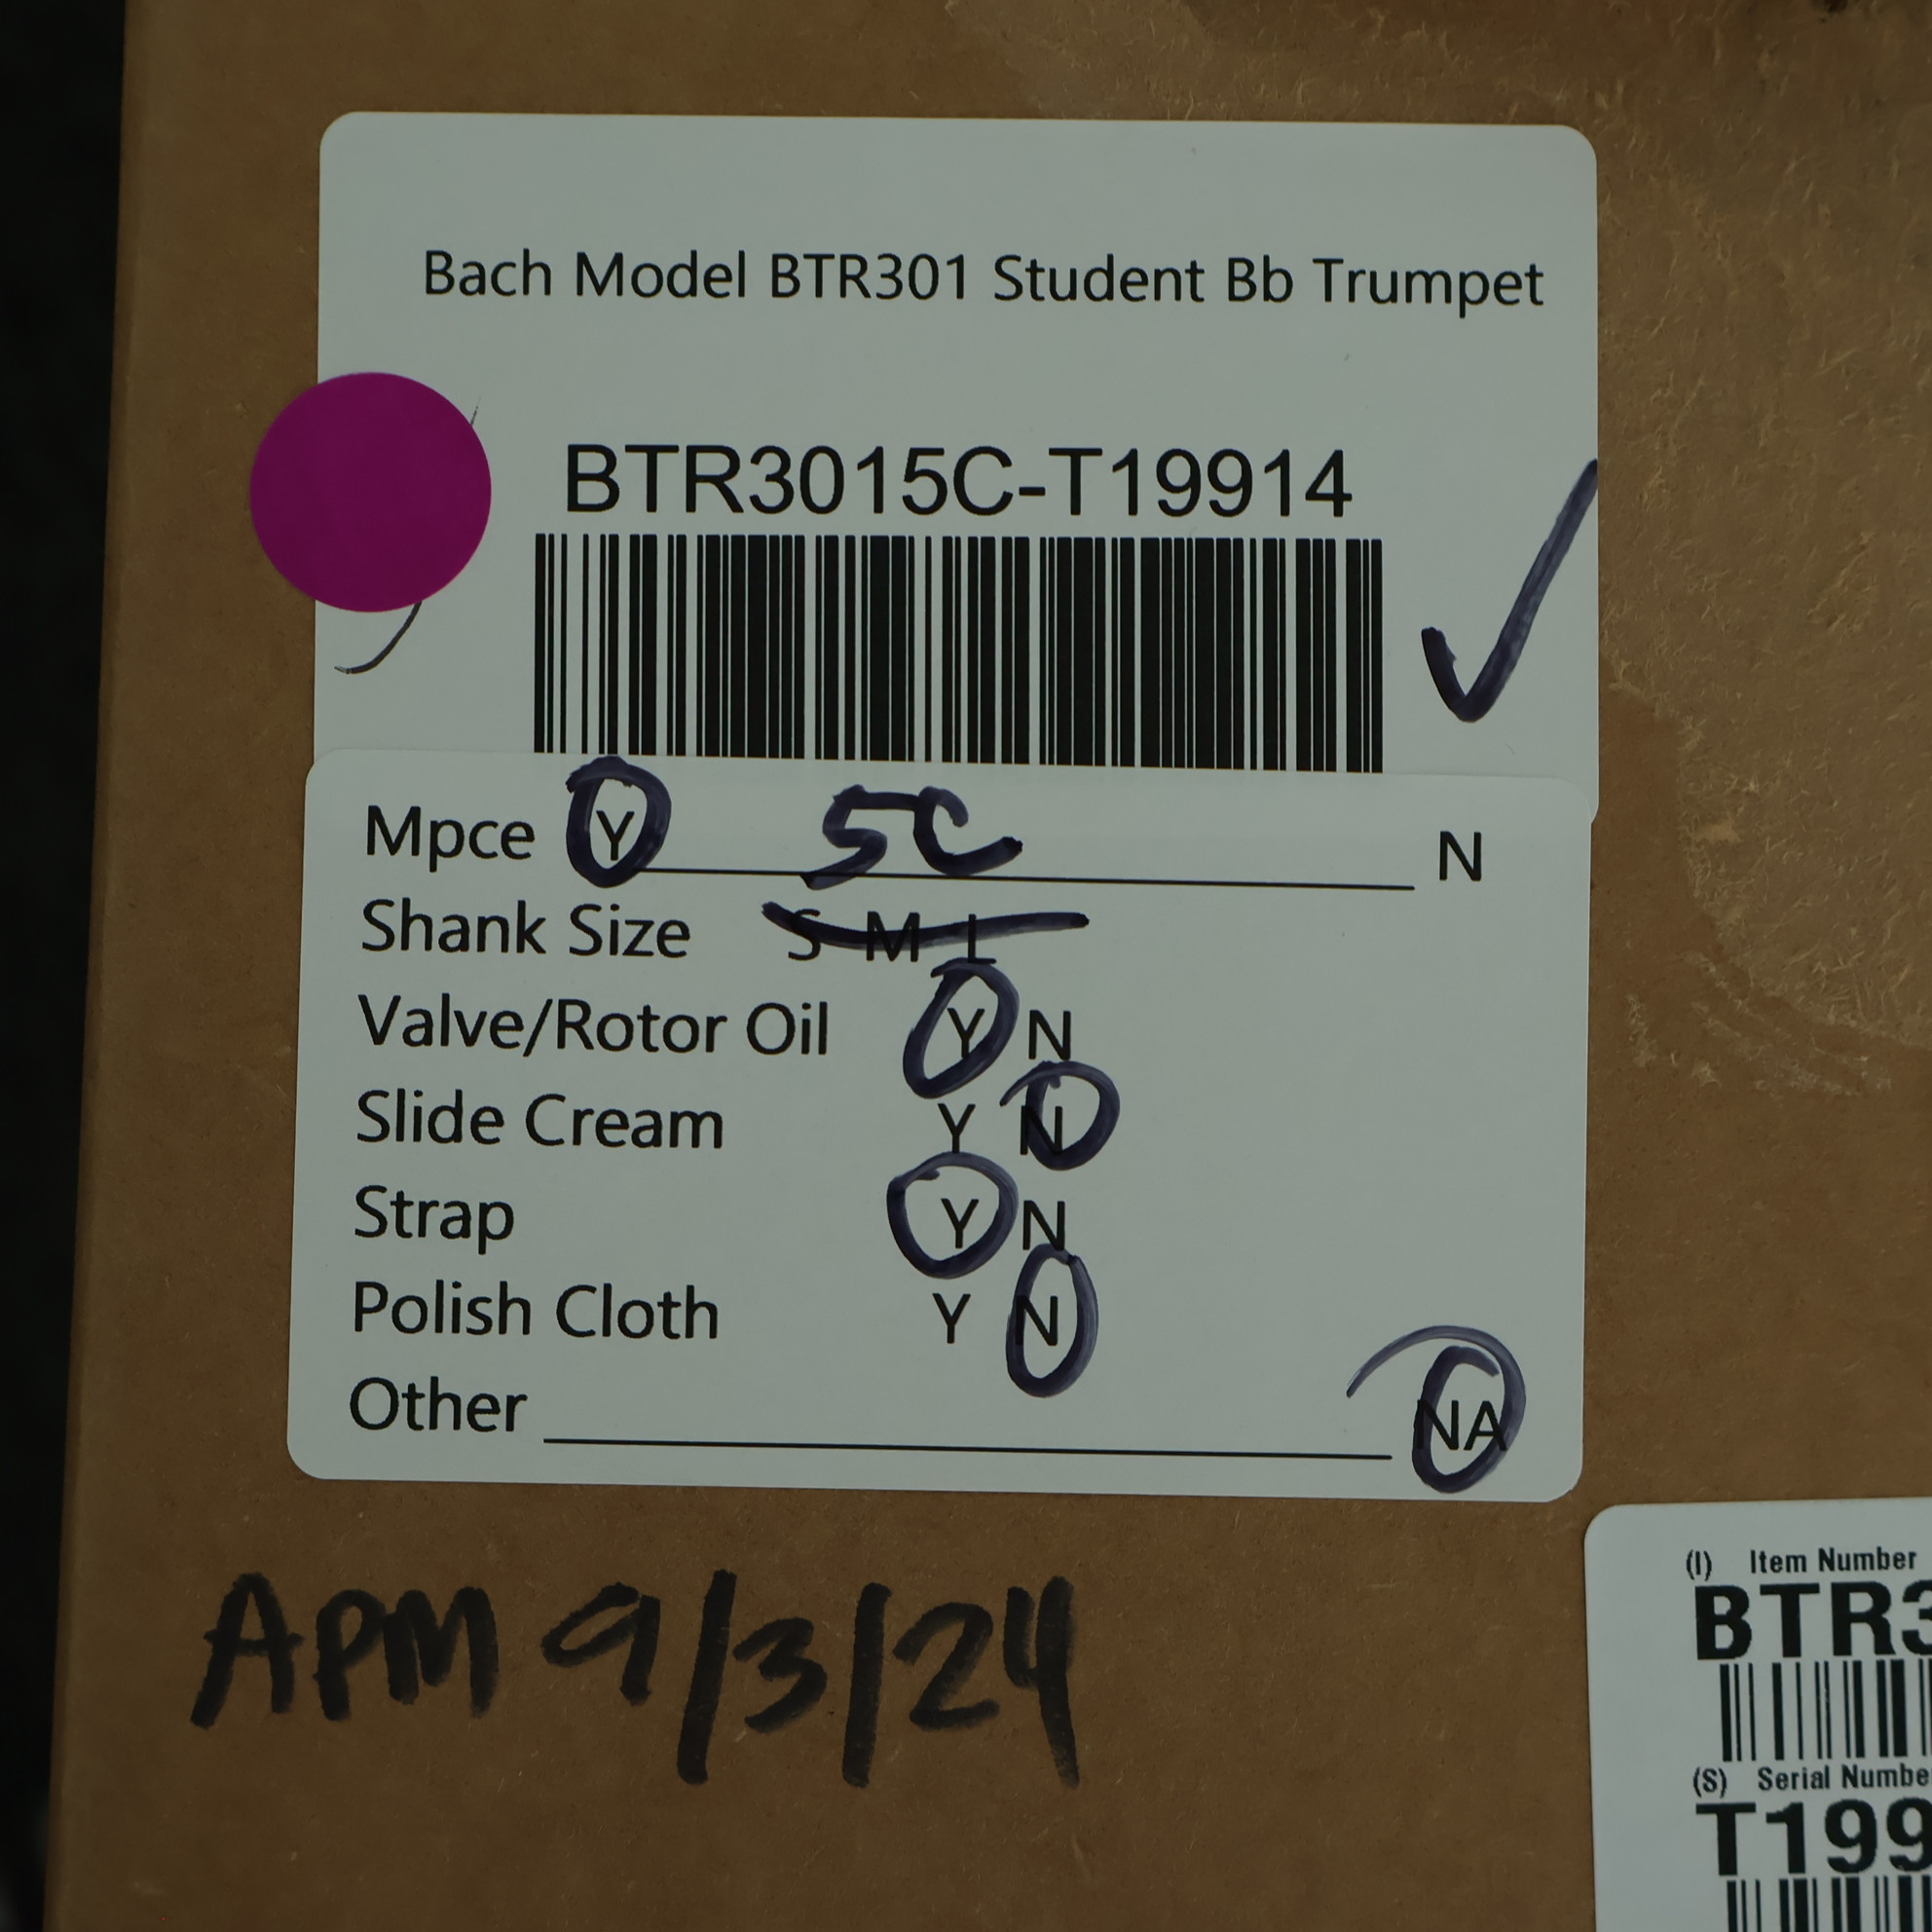 Bach Model BTR301 Student Bb Trumpet
BTR3015C-T19914
Mpce Y 5C N
Shank Size S M L
Valve/Rotor Oil Y N
Slide Cream Y N
Strap Y N
Polish Cloth Y N
Other NA
APM 9/3/24
(I) Item Number
BTR3
(S) Serial Numbe
T199